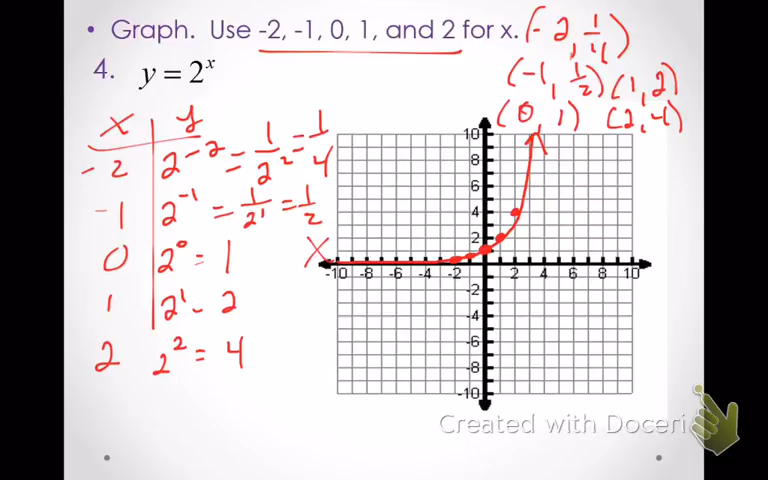 • Graph. Use -2, -1, 0, 1, and 2 for x. (-2, 1/4)
4. y = 2^x
(-1, 1/2) (1, 2)
(0, 1) (2, 4)
x | y
-2 | 2^-2 = 1/2^2 = 1/4
-1 | 2^-1 = 1/2^1 = 1/2
0 | 2^0 = 1
1 | 2^1 = 2
2 | 2^2 = 4
10
8
6
4
2
-10 -8 -6 -4 -2 2 4 6 8 10
-2
-4
-6
-8
-10
Created with Doceri